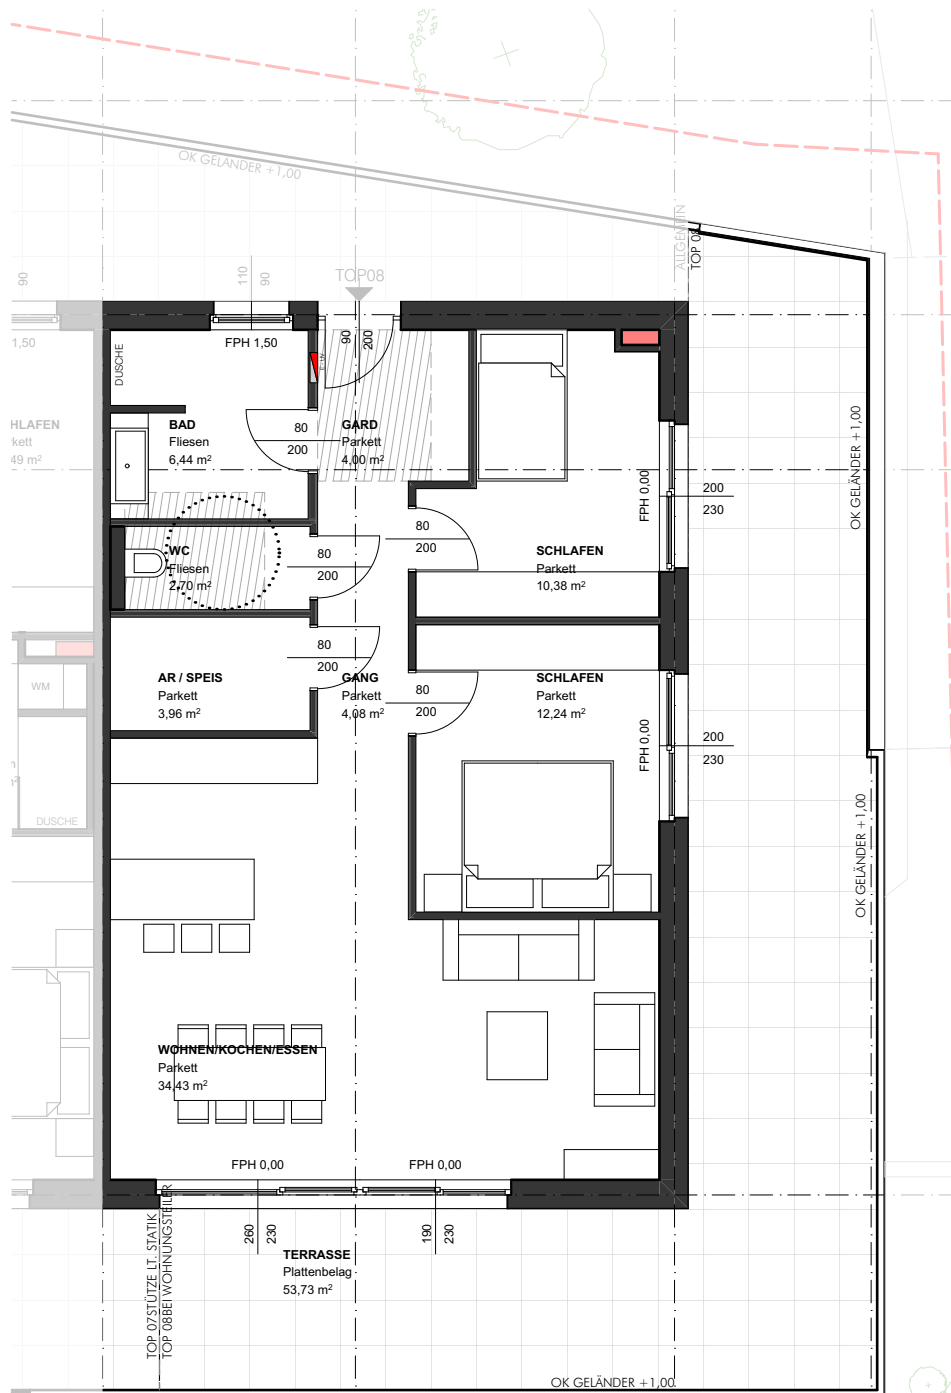 OK GELÄNDER +1,00
ALLGEMEIN
TOP 08
TOP08
90
110
90
90
200
1,50
FPH 1,50
DUSCHE
BAD
Fliesen
6,44 m²
80
200
GARD
Parkett
4,00 m²
OK GELÄNDER +1,00
FPH 0,00
200
230
HLAFEN
rkett
49 m²
80
200
SCHLAFEN
Parkett
10,38 m²
WC
Fliesen
2,70 m²
80
200
WM
AR / SPEIS
Parkett
3,96 m²
80
200
GANG
Parkett
4,08 m²
80
200
SCHLAFEN
Parkett
12,24 m²
FPH 0,00
200
230
DUSCHE
OK GELÄNDER +1,00
WOHNEN/KOCHEN/ESSEN
Parkett
34,43 m²
FPH 0,00
FPH 0,00
260
230
190
230
TOP 07STÜTZE LT. STATIK
TOP 08BEI WOHNUNGSTEILER
TERRASSE
Plattenbelag
53,73 m²
OK GELÄNDER +1,00